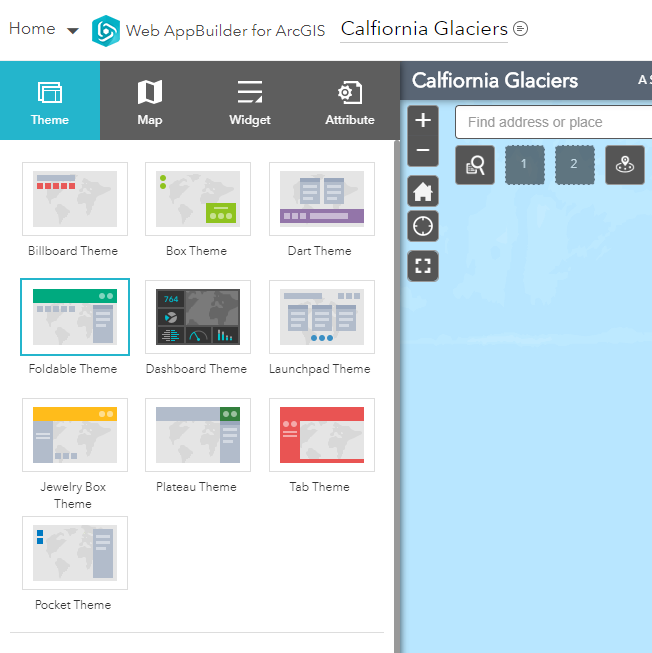 Home Web AppBuilder for ArcGIS Calfiornia Glaciers
Theme Map Widget Attribute
Calfiornia Glaciers A S
Find address or place
1 2
Billboard Theme Box Theme Dart Theme
764
Foldable Theme Dashboard Theme Launchpad Theme
Jewelry Box Theme Plateau Theme Tab Theme
Pocket Theme